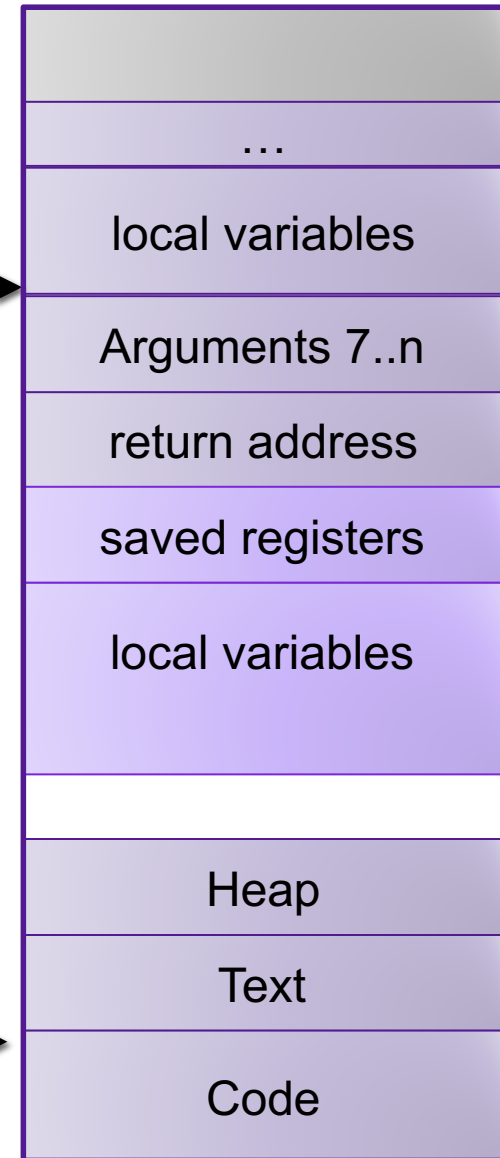 ...
local variables
Arguments 7..n
return address
saved registers
local variables
Heap
Text
Code